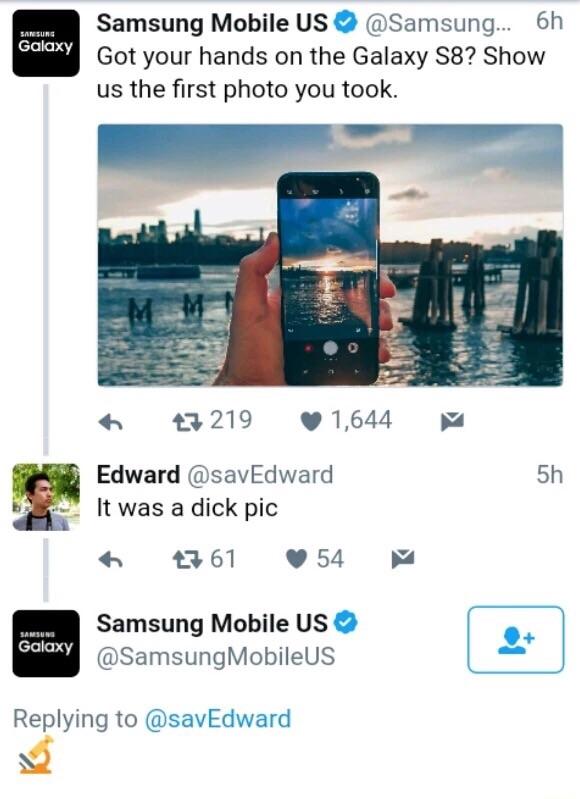 SAMSUNG
Galaxy
Samsung Mobile US @Samsung... 6h
Got your hands on the Galaxy S8? Show
us the first photo you took.
219 1,644
Edward @savEdward 5h
It was a dick pic
61 54
SAMSUNG
Galaxy
Samsung Mobile US
@SamsungMobileUS
Replying to @savEdward
🔬